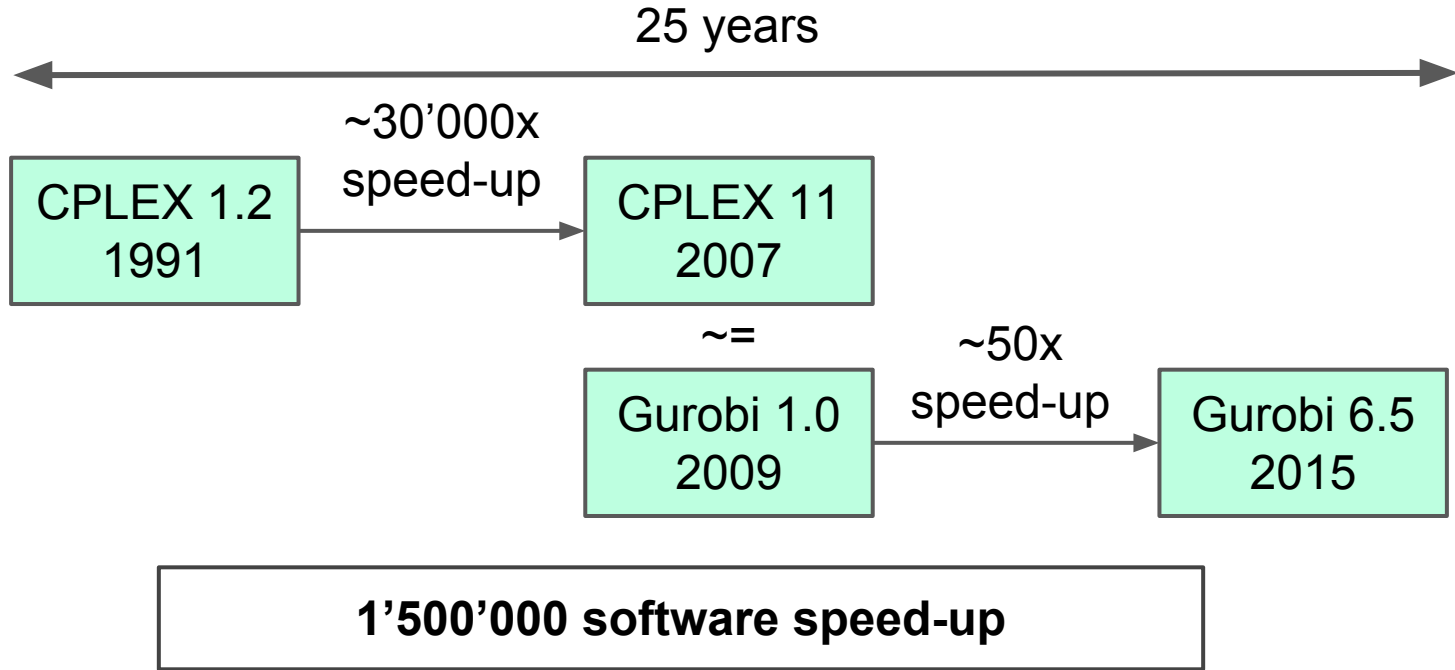 25 years
~30’000x
speed-up
CPLEX 1.2
1991
CPLEX 11
2007
~=
~50x
speed-up
Gurobi 1.0
2009
Gurobi 6.5
2015
1’500’000 software speed-up